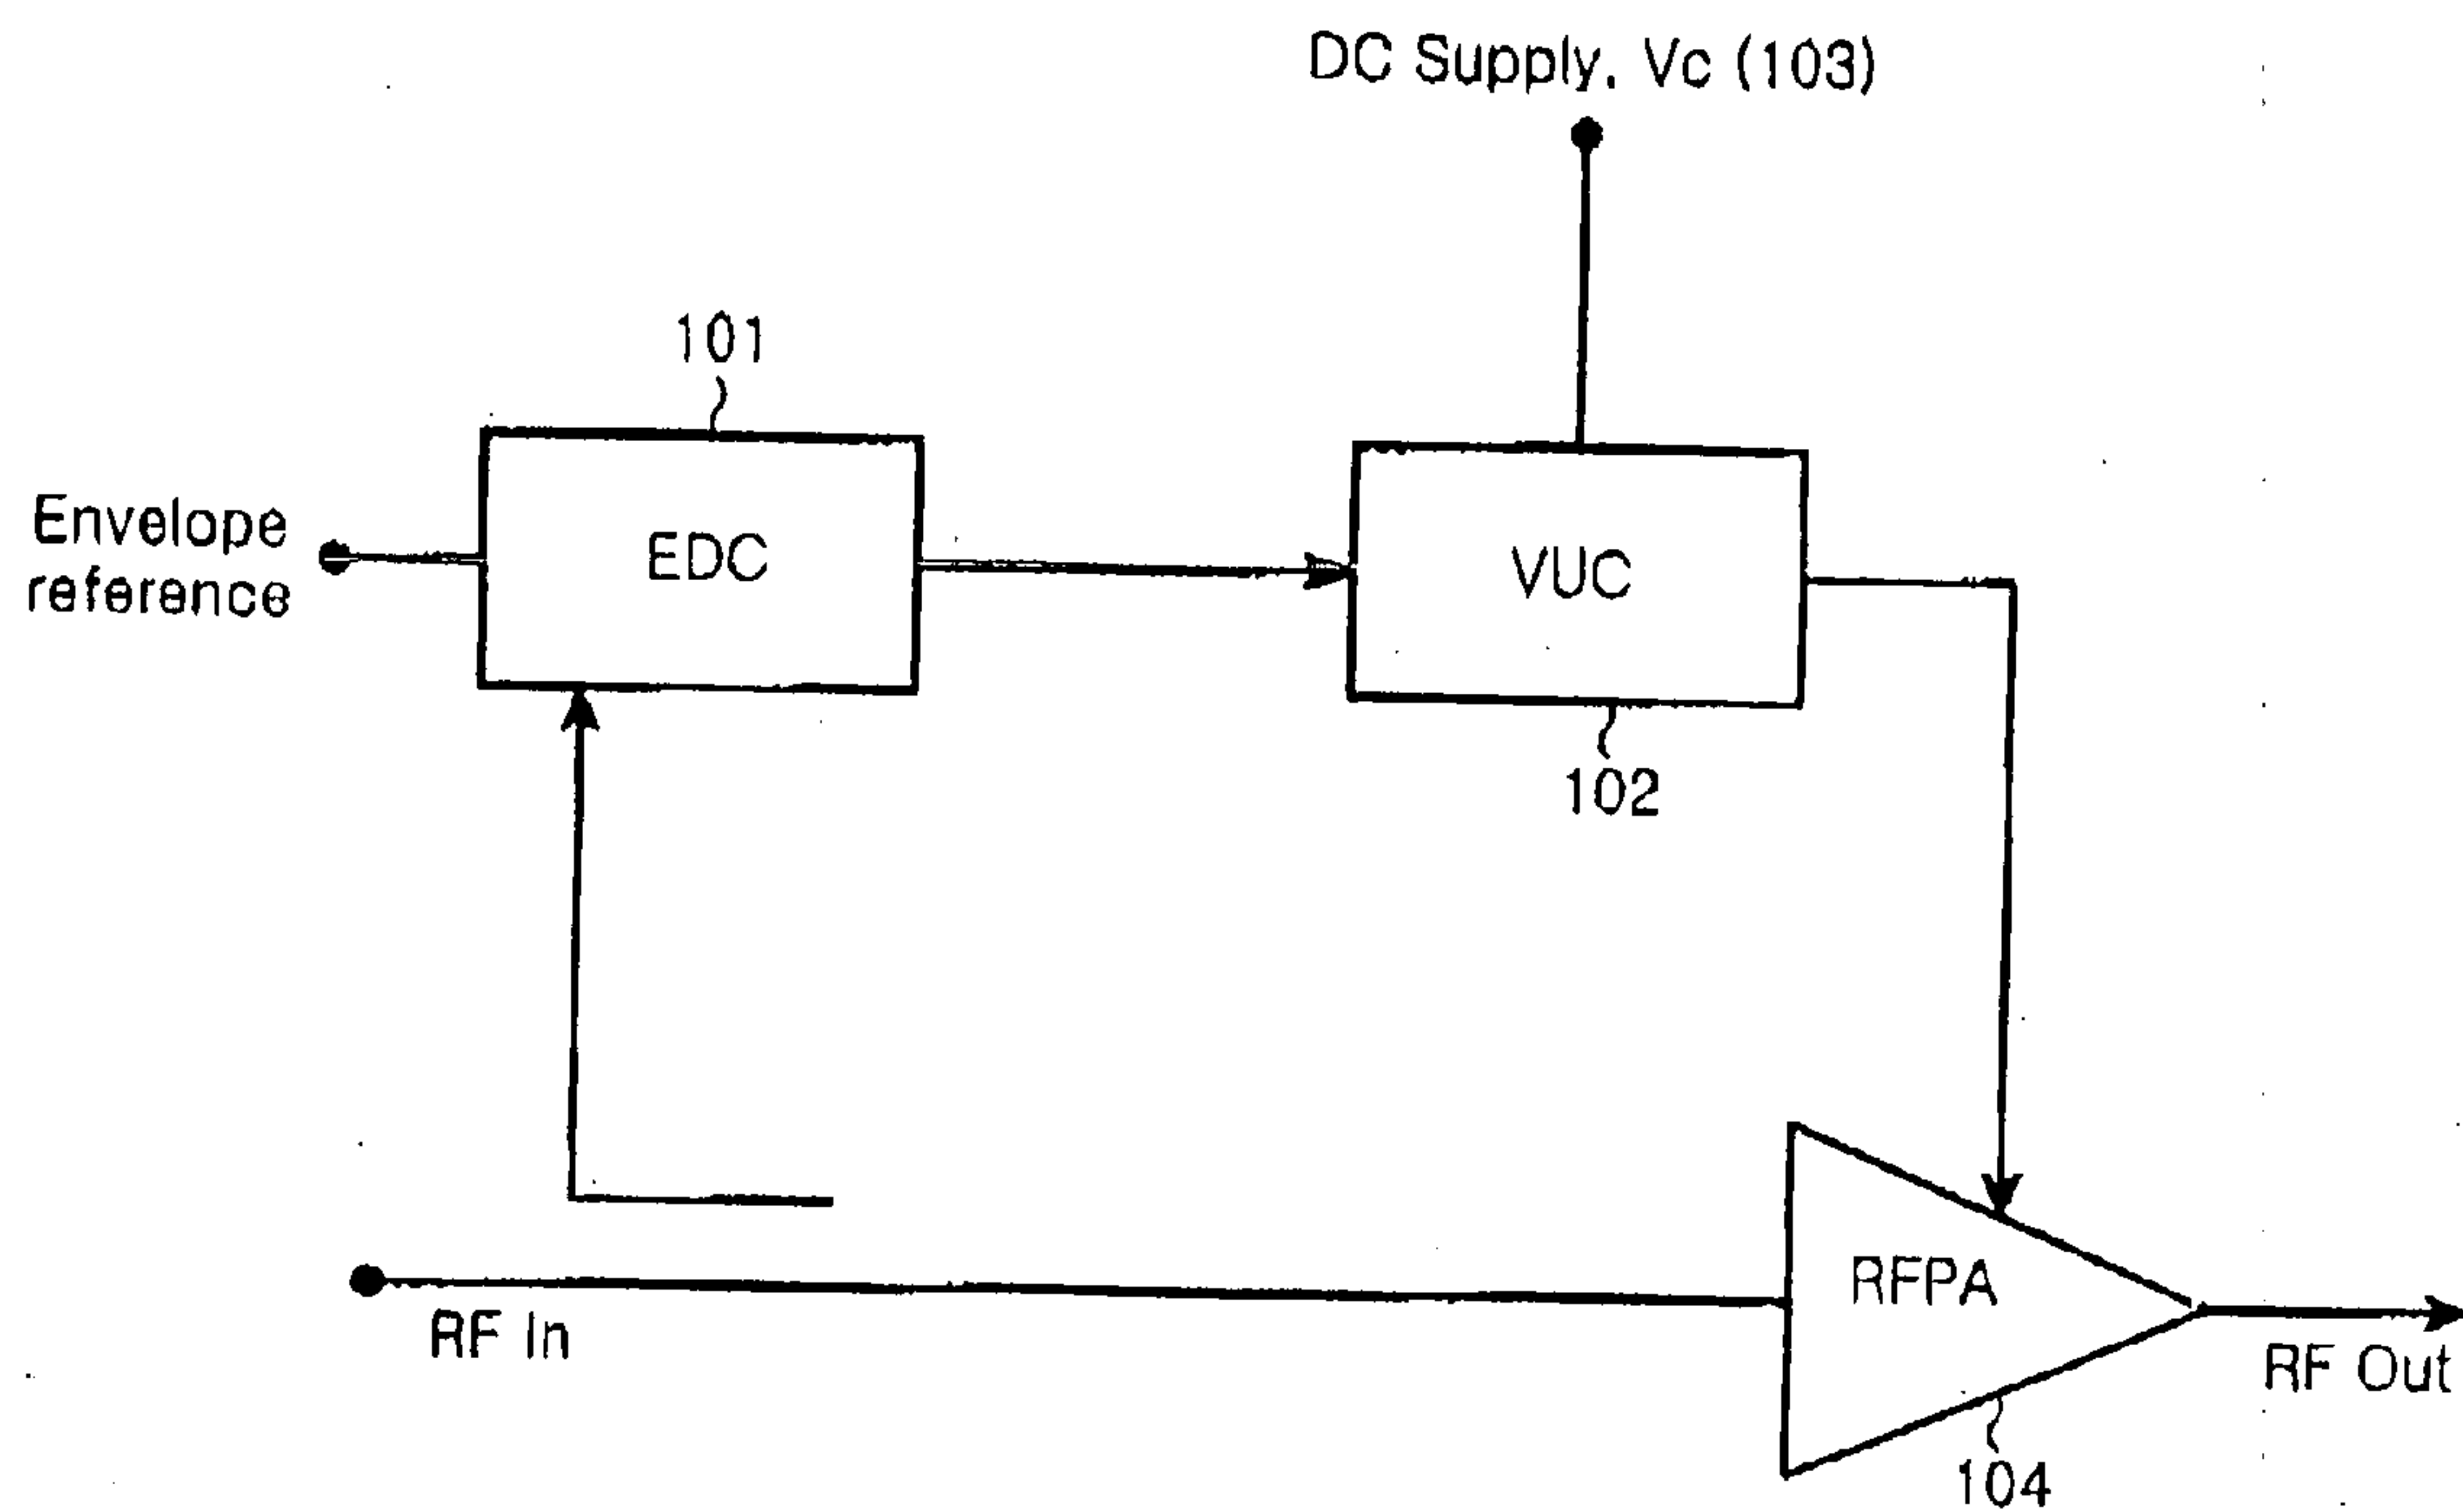 DC Supply, Vc (103)
101
Envelope
reference
EDC
VUC
102
RFPA
RF In
RF Out
104